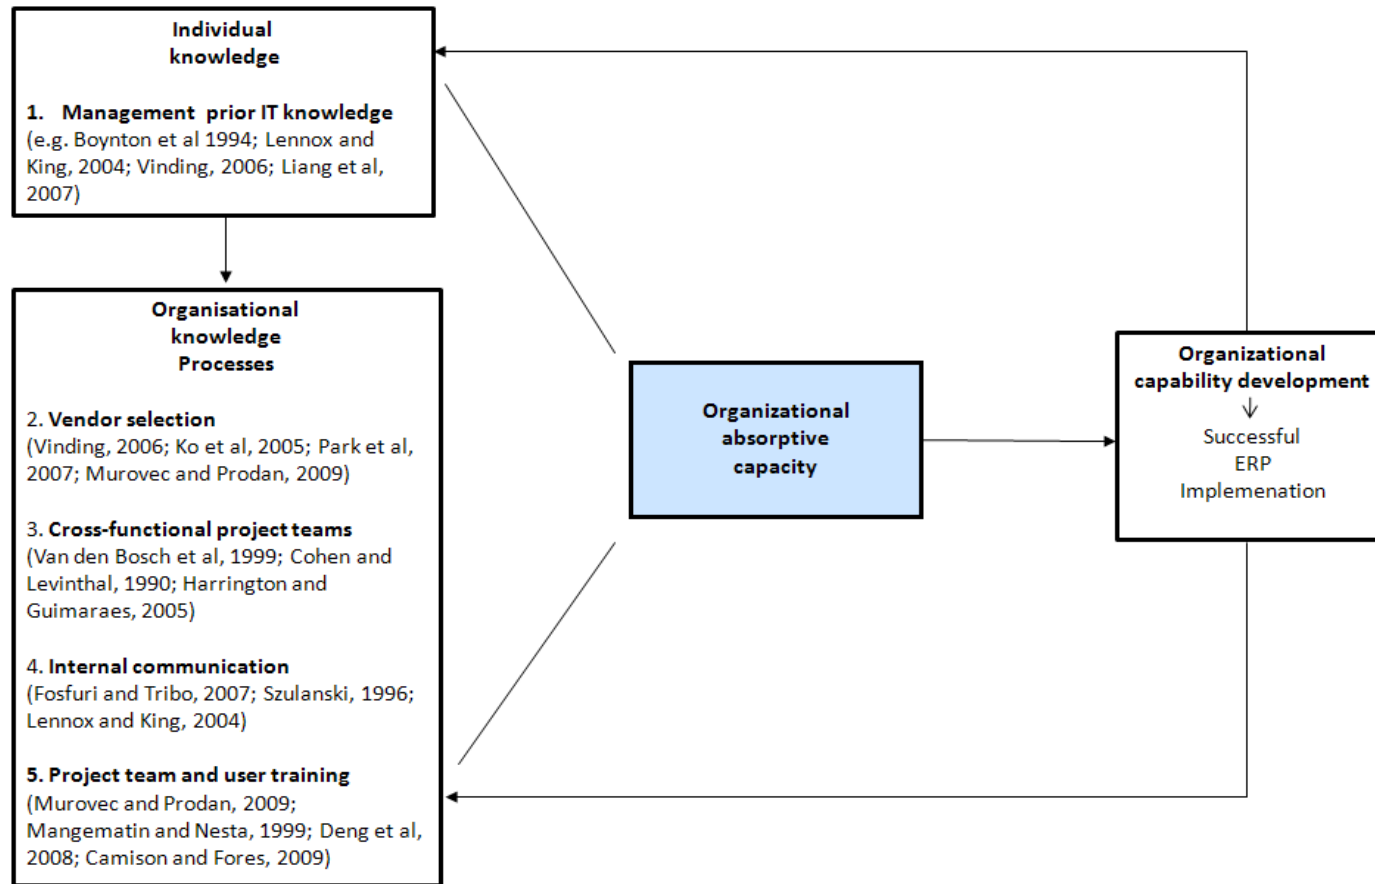 Individual
knowledge
1. Management prior IT knowledge
(e.g. Boynton et al 1994; Lennox and
King, 2004; Vinding, 2006; Liang et al,
2007)
Organisational
knowledge
Processes
2. Vendor selection
(Vinding, 2006; Ko et al, 2005; Park et al,
2007; Murovec and Prodan, 2009)
3. Cross-functional project teams
(Van den Bosch et al, 1999; Cohen and
Levinthal, 1990; Harrington and
Guimaraes, 2005)
4. Internal communication
(Fosfuri and Tribo, 2007; Szulanski, 1996;
Lennox and King, 2004)
5. Project team and user training
(Murovec and Prodan, 2009;
Mangematin and Nesta, 1999; Deng et al,
2008; Camison and Fores, 2009)
Organizational
absorptive
capacity
Organizational
capability development
Successful
ERP
Implemenation